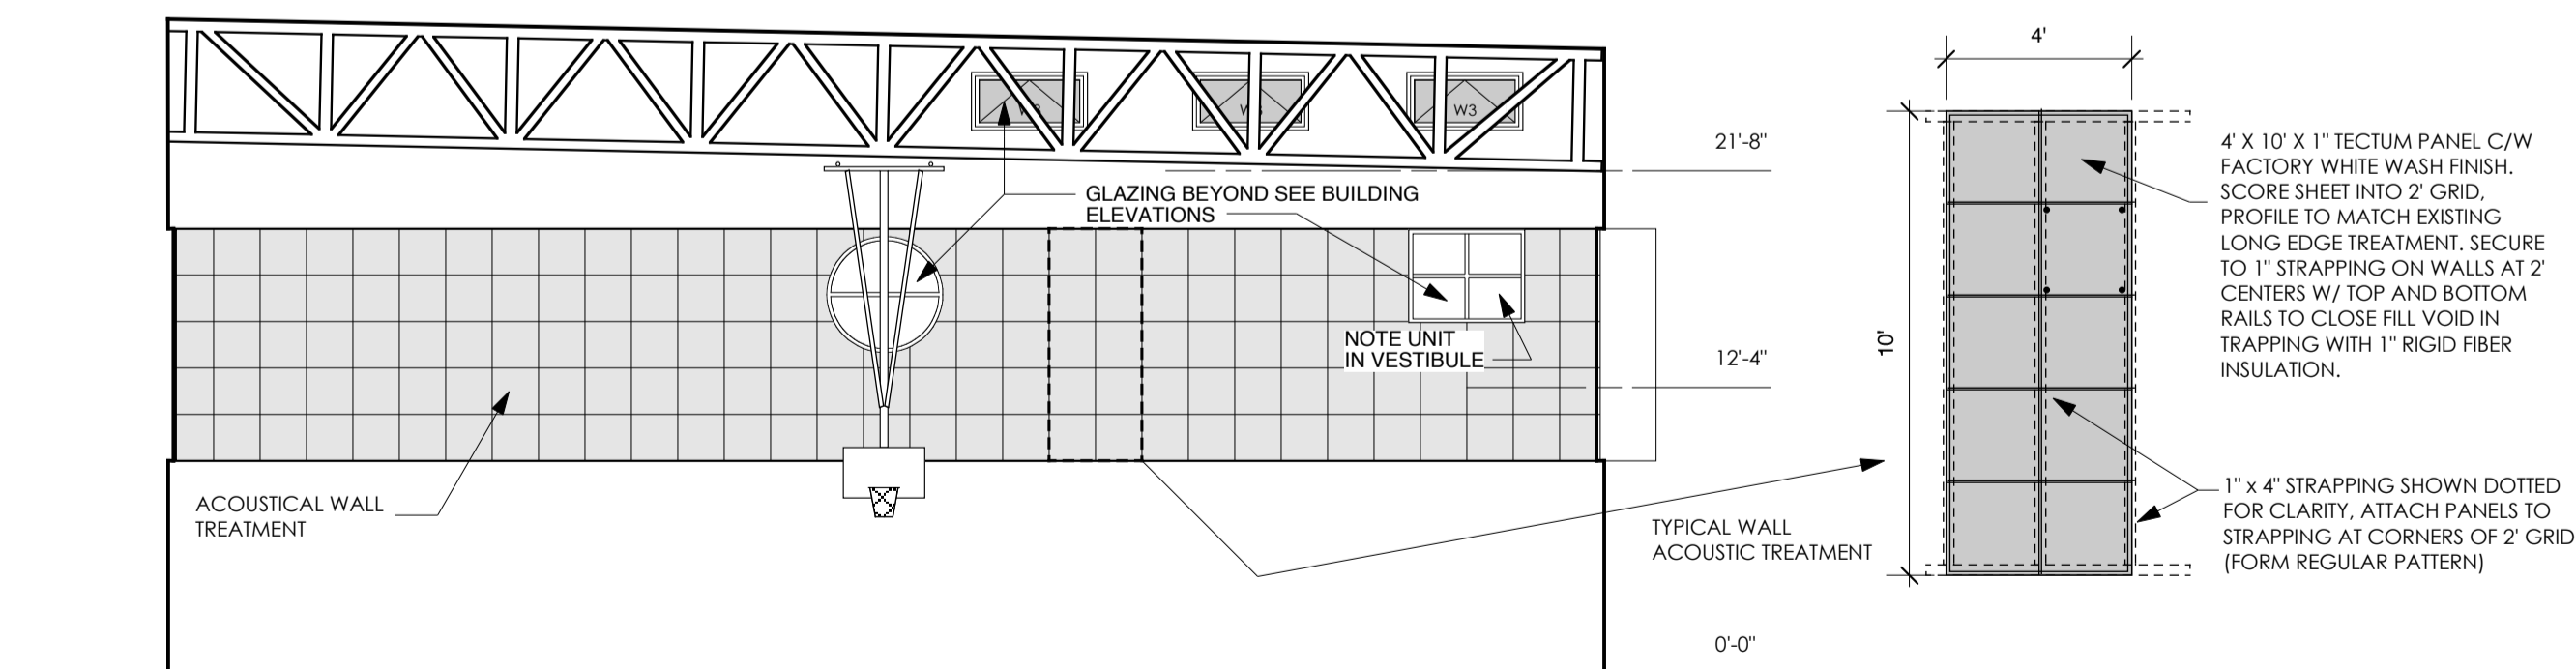 W3
21'-8"
GLAZING BEYOND SEE BUILDING
ELEVATIONS
NOTE UNIT
IN VESTIBULE
12'-4"
ACOUSTICAL WALL
TREATMENT
TYPICAL WALL
ACOUSTIC TREATMENT
0'-0"
4'
10'
4' X 10' X 1" TECTUM PANEL C/W
FACTORY WHITE WASH FINISH.
SCORE SHEET INTO 2' GRID,
PROFILE TO MATCH EXISTING
LONG EDGE TREATMENT. SECURE
TO 1" STRAPPING ON WALLS AT 2'
CENTERS W/ TOP AND BOTTOM
RAILS TO CLOSE FILL VOID IN
TRAPPING WITH 1" RIGID FIBER
INSULATION.
1" x 4" STRAPPING SHOWN DOTTED
FOR CLARITY, ATTACH PANELS TO
STRAPPING AT CORNERS OF 2' GRID
(FORM REGULAR PATTERN)